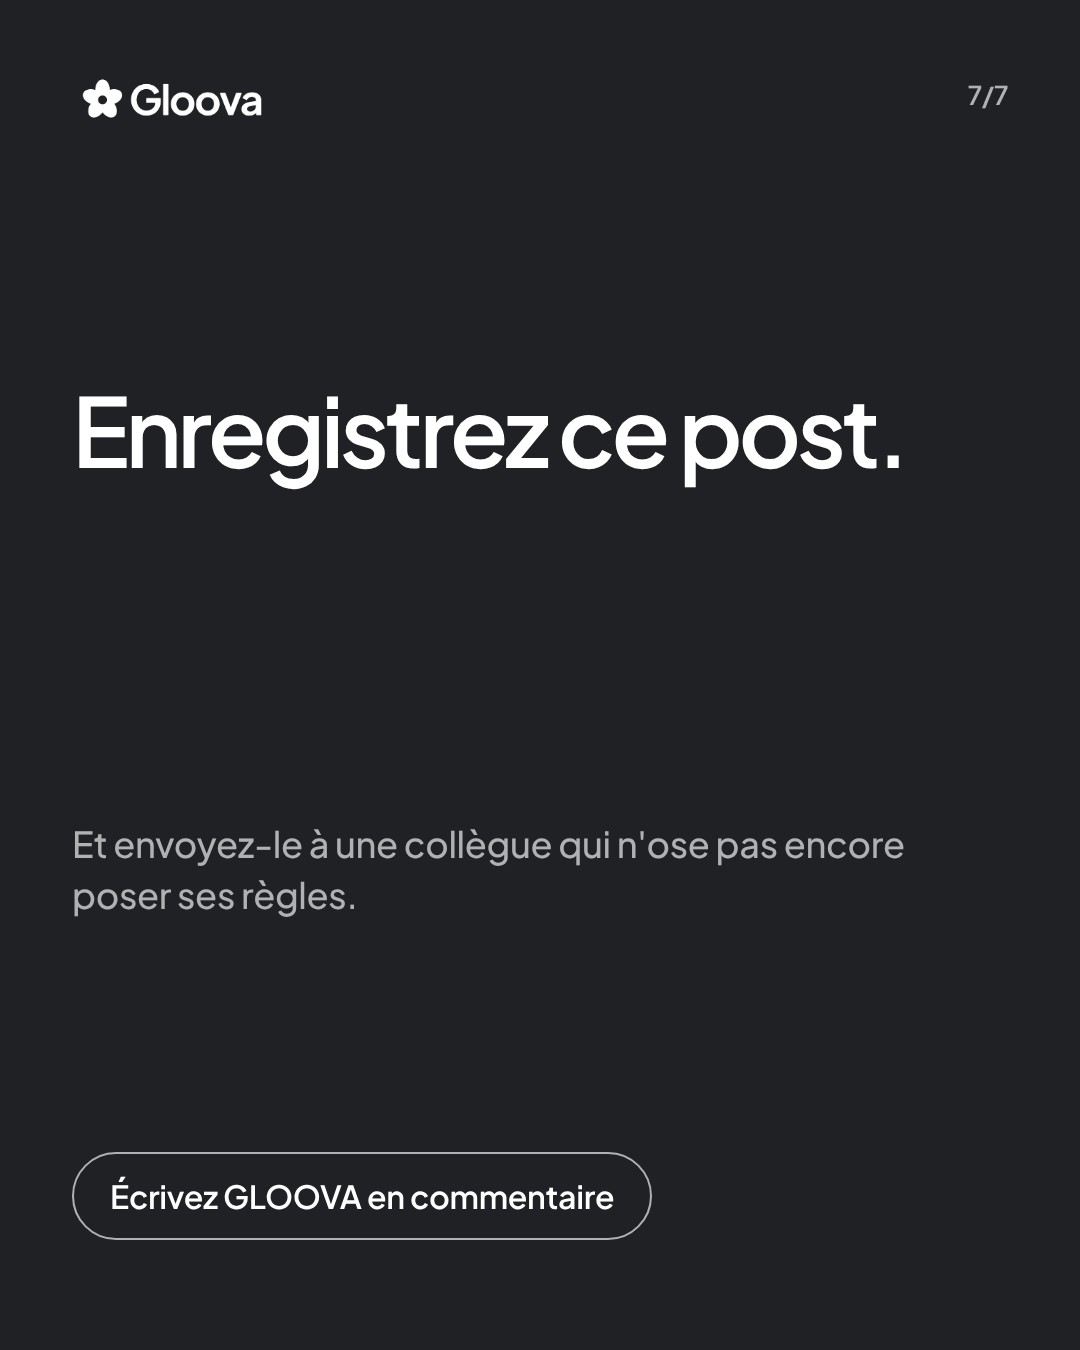 Gloova
7/7
Enregistrez ce post.
Et envoyez-le à une collègue qui n'ose pas encore
poser ses règles.
Écrivez GLOOVA en commentaire